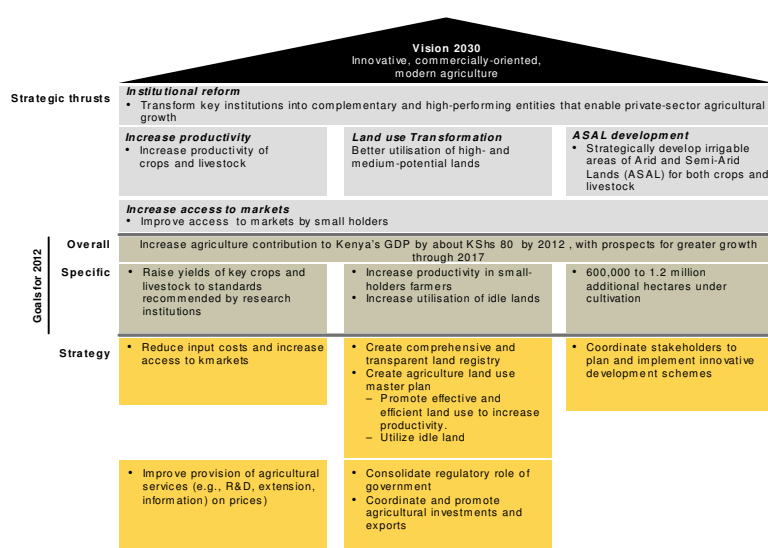 Vision 2030
Innovative, commercially-oriented,
modern agriculture
Strategic thrusts
Institutional reform
• Transform key institutions into complementary and high-performing entities that enable private-sector agricultural
growth
Increase productivity
• Increase productivity of
crops and livestock
Land use Transformation
Better utilisation of high- and
medium-potential lands
ASAL development
• Strategically develop irrigable
areas of Arid and Semi-Arid
Lands (ASAL) for both crops and
livestock
Increase access to markets
• Improve access to markets by small holders
Goals for 2012
Overall
Increase agriculture contribution to Kenya's GDP by about KShs 80 by 2012 , with prospects for greater growth
through 2017
Specific
• Raise yields of key crops and
livestock to standards
recommended by research
institutions
• Increase productivity in small-
holders farmers
• Increase utilisation of idle lands
• 600,000 to 1.2 million
additional hectares under
cultivation
Strategy
• Reduce input costs and increase
access to kmarkets
• Create comprehensive and
transparent land registry
• Create agriculture land use
master plan
– Promote effective and
efficient land use to increase
productivity.
– Utilize idle land
• Coordinate stakeholders to
plan and implement innovative
development schemes
• Improve provision of agricultural
services (e.g., R&D, extension,
information) on prices)
• Consolidate regulatory role of
government
• Coordinate and promote
agricultural investments and
exports